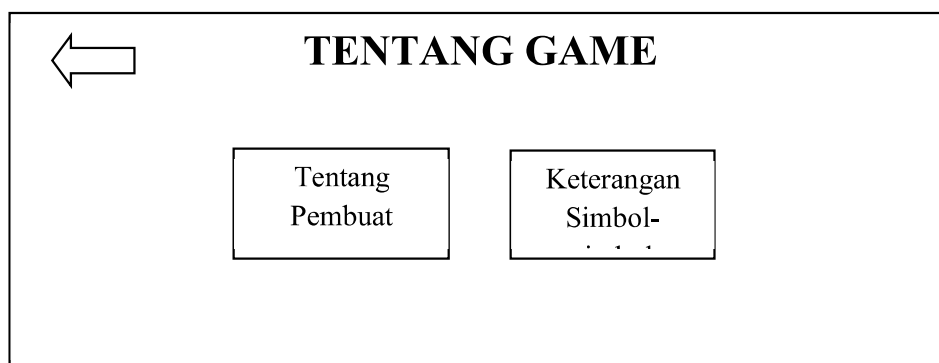 TENTANG GAME
Tentang
Pembuat
Keterangan
Simbol-